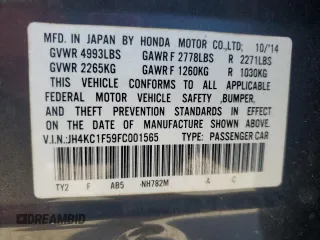 MFD. IN JAPAN BY HONDA MOTOR CO.,LTD. 10/'14
GVWR 4993LBS GAWR F 2778LBS R 2271LBS
GVWR 2265KG GAWR F 1260KG R 1030KG
THIS VEHICLE CONFORMS TO ALL APPLICABLE
FEDERAL MOTOR VEHICLE SAFETY ,BUMPER,
AND THEFT PREVENTION STANDARDS IN EFFECT
ON THE DATE OF MANUFACTURE SHOWN ABOVE.
V.I.N.:JH4KC1F59FC001565 TYPE: PASSENGER CAR
TY2 F AB5 NH782M A C
CAROUTCOME